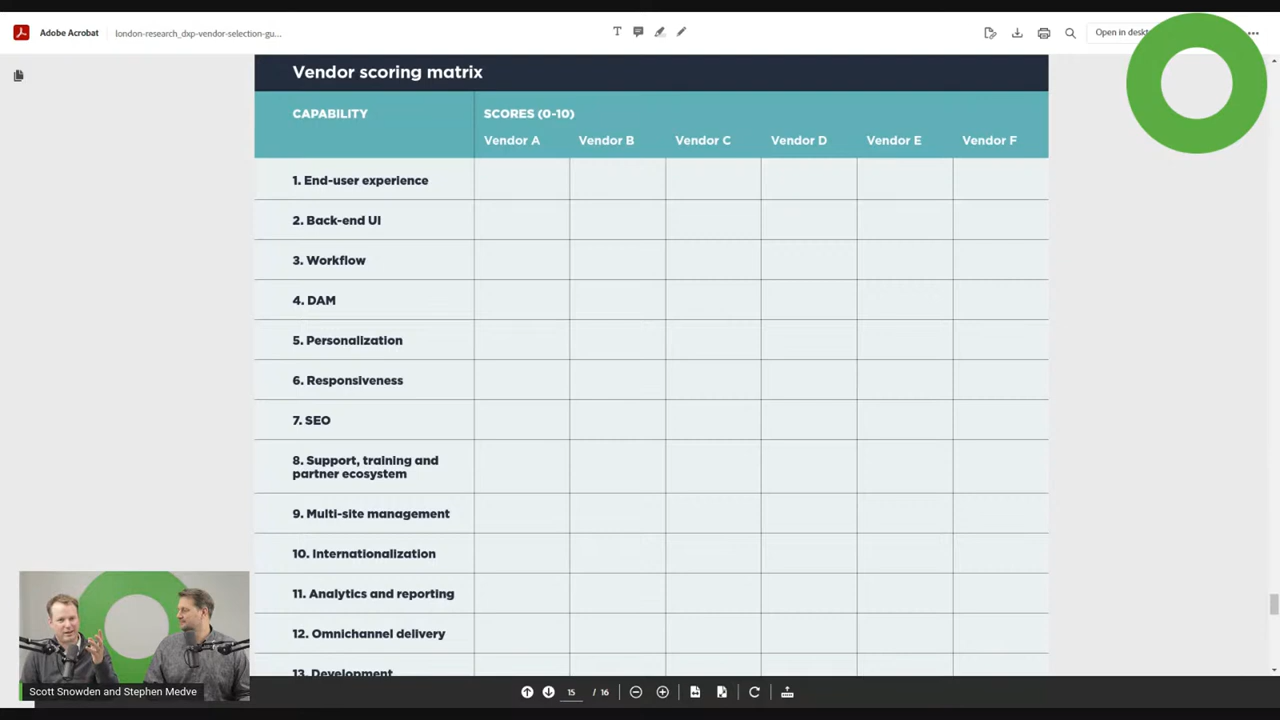 Adobe Acrobat
london-research_dxp-vendor-selection-gu...
Open in deskt
Vendor scoring matrix
CAPABILITY
SCORES (0-10)
Vendor A
Vendor B
Vendor C
Vendor D
Vendor E
Vendor F
1. End-user experience
2. Back-end UI
3. Workflow
4. DAM
5. Personalization
6. Responsiveness
7. SEO
8. Support, training and
partner ecosystem
9. Multi-site management
10. Internationalization
11. Analytics and reporting
12. Omnichannel delivery
13. Development
Scott Snowden and Stephen Medve
15 / 16